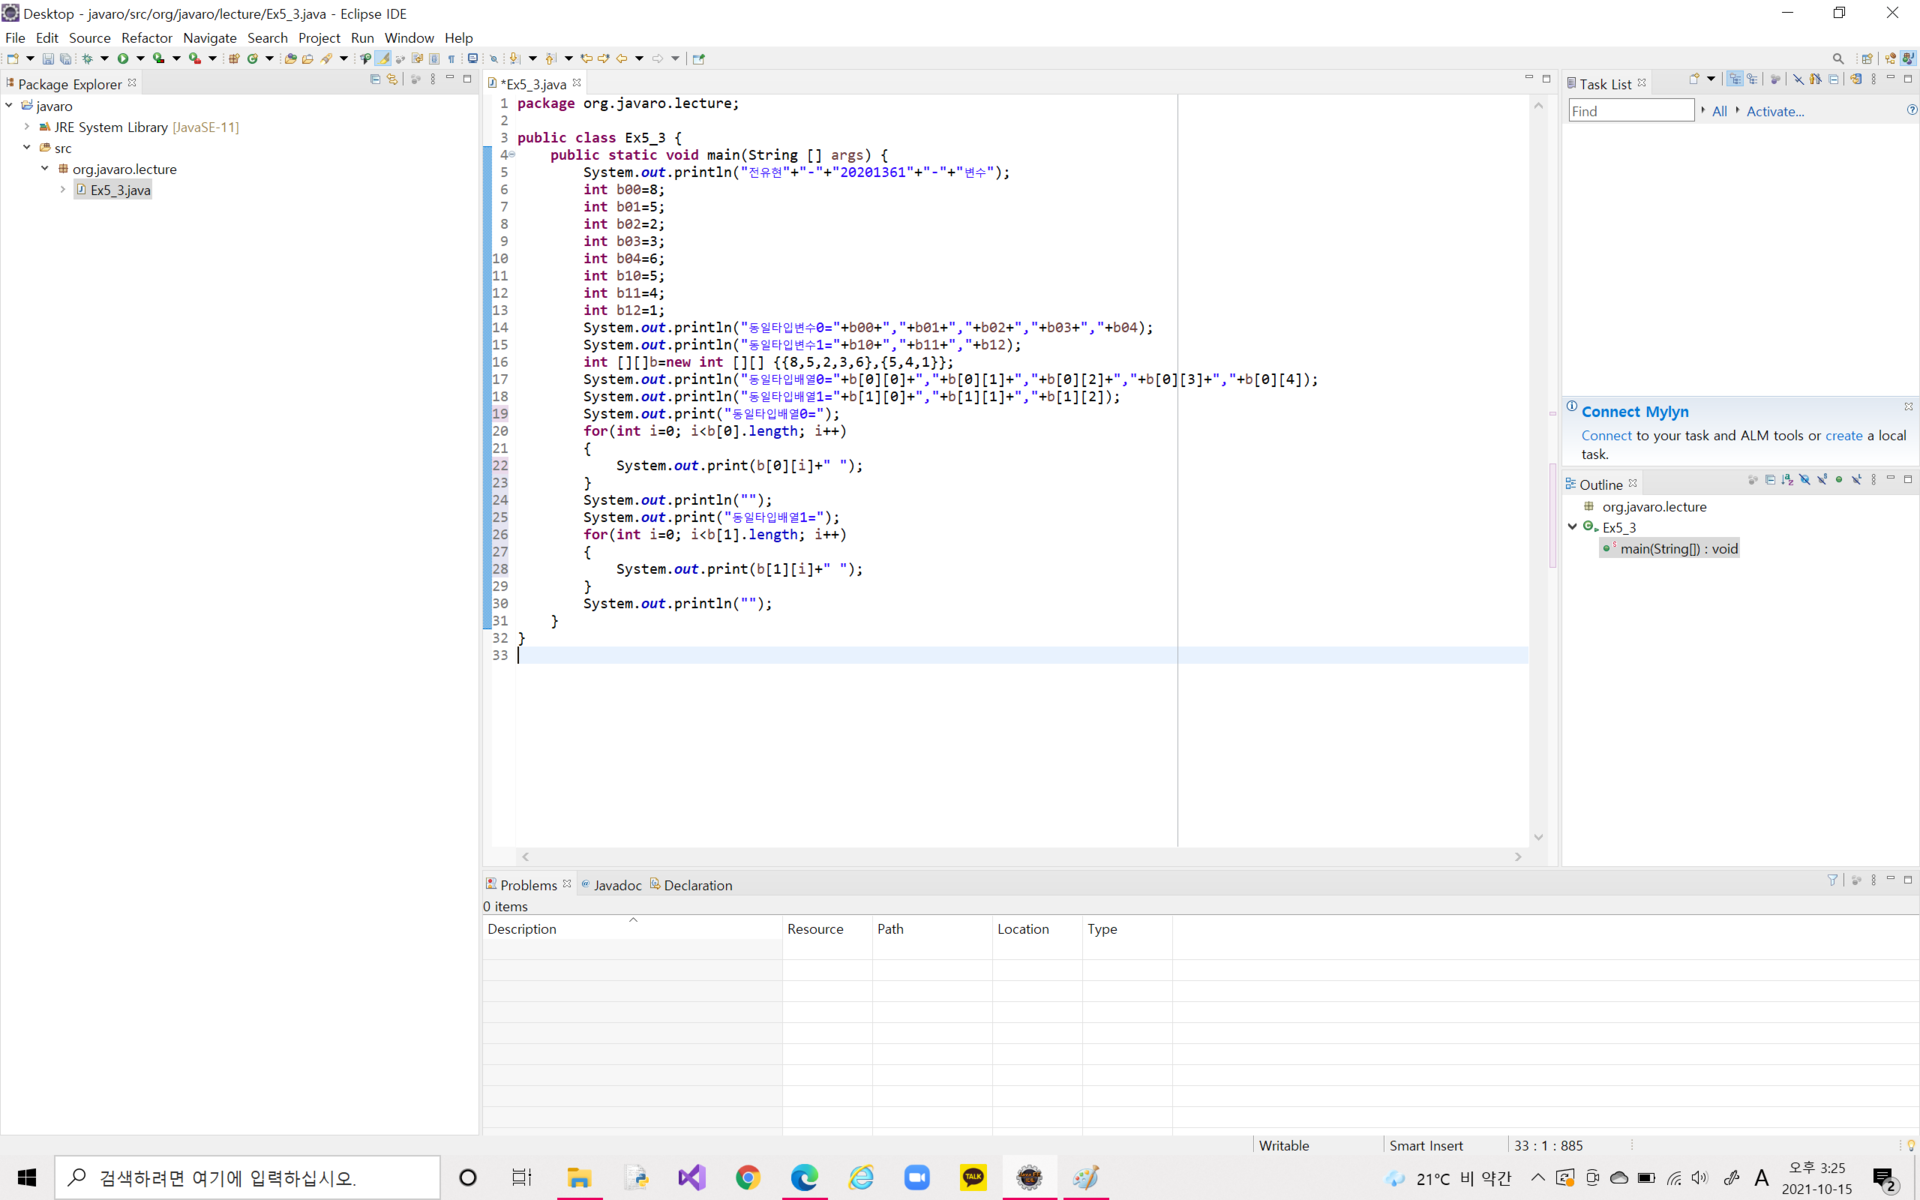 Desktop - javaro/src/org/javaro/lecture/Ex5_3.java - Eclipse IDE
File Edit Source Refactor Navigate Search Project Run Window Help
Package Explorer
javaro
JRE System Library [JavaSE-11]
src
org.javaro.lecture
Ex5_3.java
*Ex5_3.java
1 package org.javaro.lecture;
2
3 public class Ex5_3 {
4 public static void main(String [] args) {
5 System.out.println("전유현"+"-"+"20201361"+"-"+"변수");
6 int b00=8;
7 int b01=5;
8 int b02=2;
9 int b03=3;
10 int b04=6;
11 int b10=5;
12 int b11=4;
13 int b12=1;
14 System.out.println("동일타입변수0="+b00+","+b01+","+b02+","+b03+","+b04);
15 System.out.println("동일타입변수1="+b10+","+b11+","+b12);
16 int [][]b=new int [][] {{8,5,2,3,6},{5,4,1}};
17 System.out.println("동일타입배열0="+b[0][0]+","+b[0][1]+","+b[0][2]+","+b[0][3]+","+b[0][4]);
18 System.out.println("동일타입배열1="+b[1][0]+","+b[1][1]+","+b[1][2]);
19 System.out.print("동일타입배열0=");
20 for(int i=0; i<b[0].length; i++)
21 {
22 System.out.print(b[0][i]+" ");
23 }
24 System.out.println("");
25 System.out.print("동일타입배열1=");
26 for(int i=0; i<b[1].length; i++)
27 {
28 System.out.print(b[1][i]+" ");
29 }
30 System.out.println("");
31 }
32 }
33
Task List
Find All Activate...
Connect Mylyn
Connect to your task and ALM tools or create a local
task.
Outline
org.javaro.lecture
Ex5_3
main(String[]) : void
Problems Javadoc Declaration
0 items
Description Resource Path Location Type
Writable Smart Insert 33 : 1 : 885
검색하려면 여기에 입력하십시오.
TALK
21°C 비 약간
A
오후 3:25
2021-10-15
2